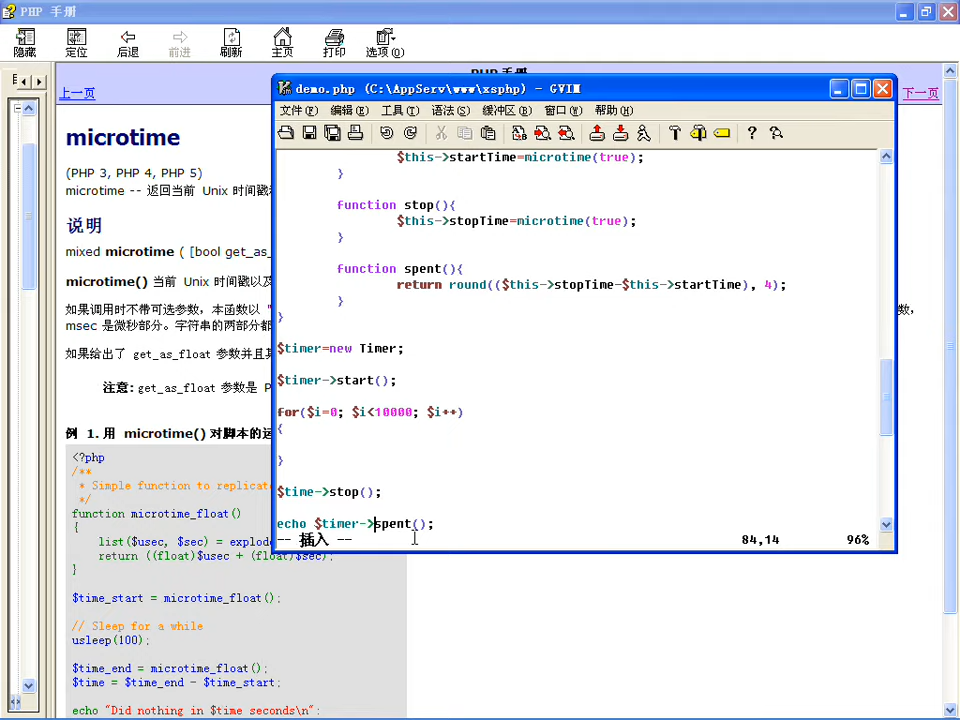 PHP 手册
隐藏 定位 后退 前进 刷新 主页 打印 选项(O)
PHP 手册
上一页
下一页
microtime
(PHP 3, PHP 4, PHP 5)
microtime -- 返回当前 Unix 时间戳
说明
mixed microtime ( [bool get_as_
microtime() 当前 Unix 时间戳以及
如果调用时不带可选参数，本函数以 "
数，
msec 是微秒部分。字符串的两部分都
如果给出了 get_as_float 参数并且其
注意: get_as_float 参数是 P
例 1. 用 microtime() 对脚本的运
<?php
/**
* Simple function to replicate
*/
function microtime_float()
{
list($usec, $sec) = explode
return ((float)$usec + (float)$sec);
}
$time_start = microtime_float();
// Sleep for a while
usleep(100);
$time_end = microtime_float();
$time = $time_end - $time_start;
echo "Did nothing in $time seconds\n";
demo.php (C:\AppServ\www\xsphp) - GVIM
文件(F) 编辑(E) 工具(T) 语法(S) 缓冲区(B) 窗口(W) 帮助(H)
$this->startTime=microtime(true);
}
function stop(){
$this->stopTime=microtime(true);
}
function spent(){
return round(($this->stopTime-$this->startTime), 4);
}
}
$timer=new Timer;
$timer->start();
for($i=0; $i<10000; $i++)
{
}
$time->stop();
echo $timer->spent();
-- 插入 --
84,14
96%